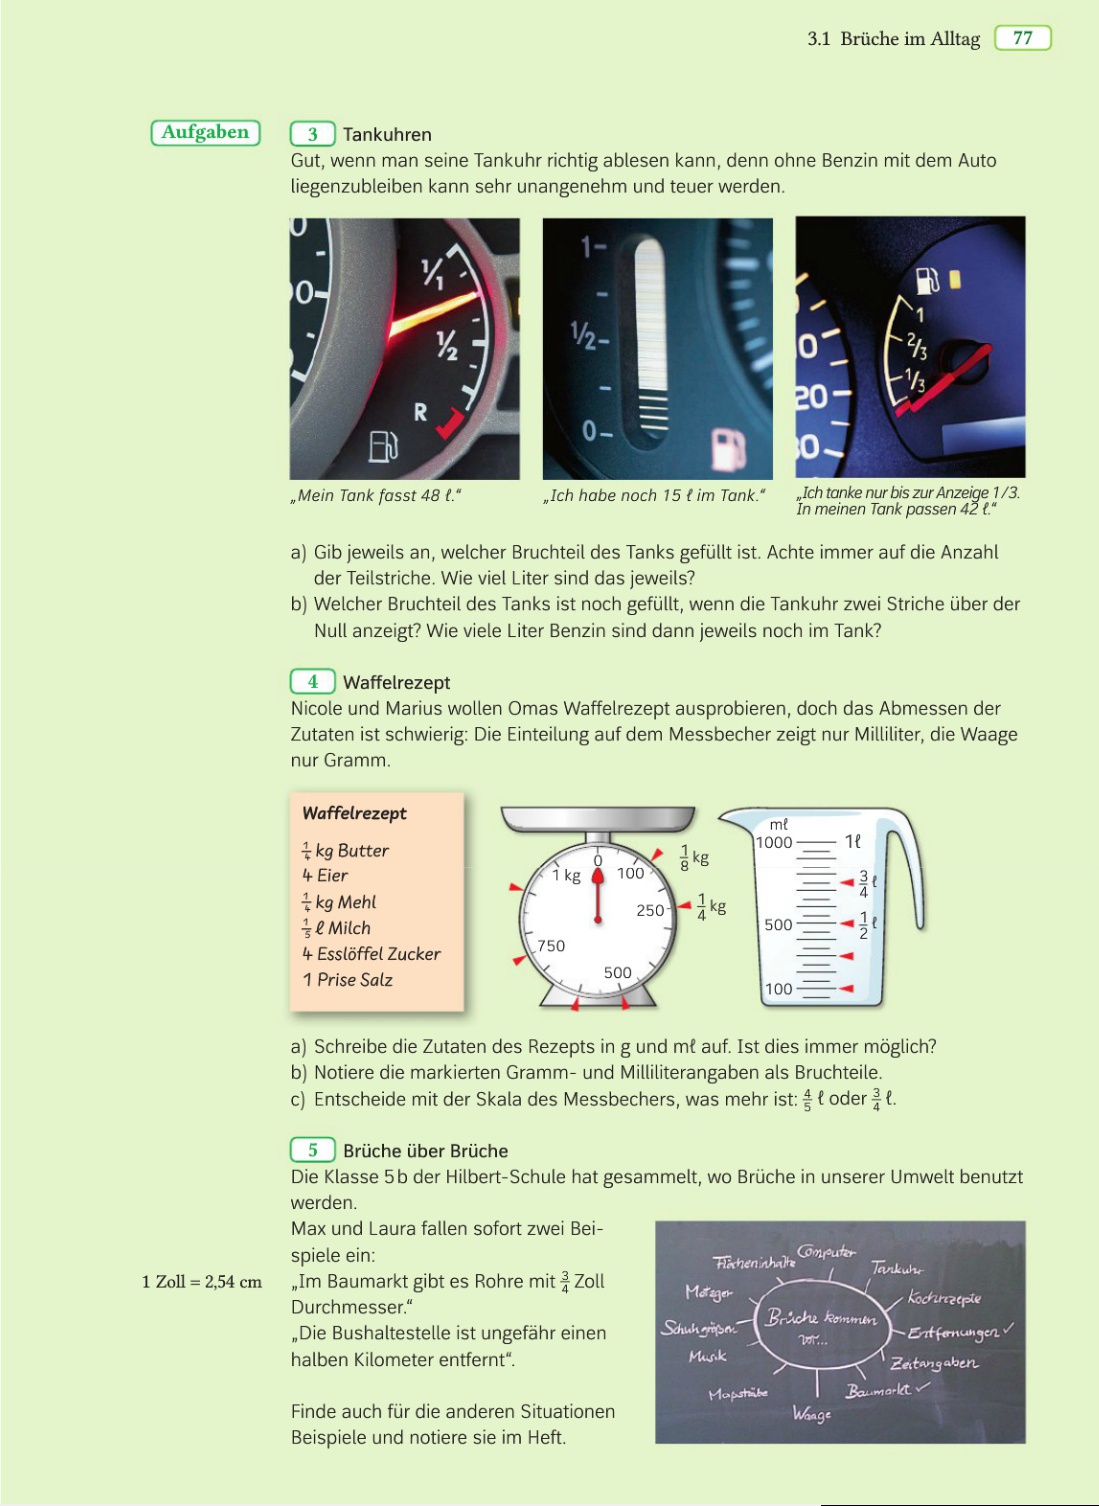 3.1 Brüche im Alltag 77
Aufgaben
3 Tankuhren
Gut, wenn man seine Tankuhr richtig ablesen kann, denn ohne Benzin mit dem Auto
liegenzubleiben kann sehr unangenehm und teuer werden.
1/1
1/2
R
1
1/2
0
1
2/3
1/3
„Mein Tank fasst 48 ℓ.“
„Ich habe noch 15 ℓ im Tank.“
„Ich tanke nur bis zur Anzeige 1/3.
In meinen Tank passen 42 ℓ.“
a) Gib jeweils an, welcher Bruchteil des Tanks gefüllt ist. Achte immer auf die Anzahl
der Teilstriche. Wie viel Liter sind das jeweils?
b) Welcher Bruchteil des Tanks ist noch gefüllt, wenn die Tankuhr zwei Striche über der
Null anzeigt? Wie viele Liter Benzin sind dann jeweils noch im Tank?
4 Waffelrezept
Nicole und Marius wollen Omas Waffelrezept ausprobieren, doch das Abmessen der
Zutaten ist schwierig: Die Einteilung auf dem Messbecher zeigt nur Milliliter, die Waage
nur Gramm.
Waffelrezept
1/4 kg Butter
4 Eier
1/4 kg Mehl
1/5 ℓ Milch
4 Esslöffel Zucker
1 Prise Salz
0
1 kg
100
1/8 kg
250
1/4 kg
750
500
mℓ
1000
1ℓ
3/4 ℓ
500
1/2 ℓ
100
a) Schreibe die Zutaten des Rezepts in g und mℓ auf. Ist dies immer möglich?
b) Notiere die markierten Gramm- und Milliliterangaben als Bruchteile.
c) Entscheide mit der Skala des Messbechers, was mehr ist: 4/5 ℓ oder 3/4 ℓ.
5 Brüche über Brüche
Die Klasse 5b der Hilbert-Schule hat gesammelt, wo Brüche in unserer Umwelt benutzt
werden.
Max und Laura fallen sofort zwei Bei-
spiele ein:
1 Zoll = 2,54 cm
„Im Baumarkt gibt es Rohre mit 3/4 Zoll
Durchmesser.“
„Die Bushaltestelle ist ungefähr einen
halben Kilometer entfernt“.
Finde auch für die anderen Situationen
Beispiele und notiere sie im Heft.
Computer
Flächeninhalte
Tankuhr
Metzger
Kochrezepte
Brüche kommen
vor...
Schuhgrößen
Entfernungen ✓
Musik
Zeitangaben
Maßstäbe
Baumarkt ✓
Waage